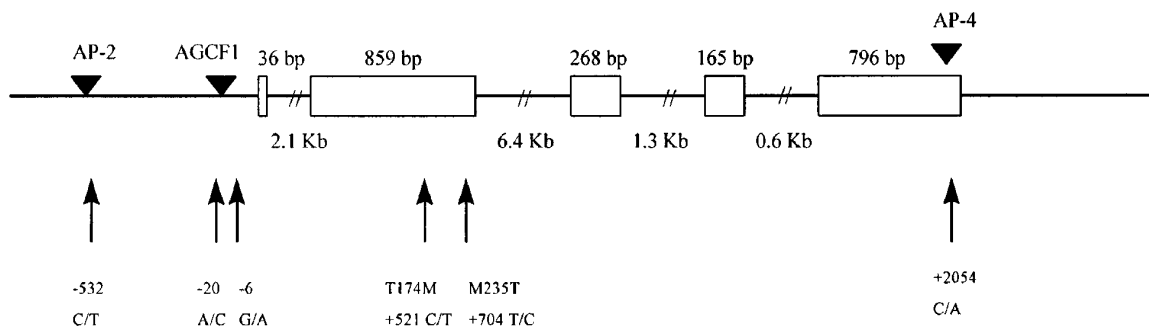 AP-2 AGCF1 36 bp 859 bp 268 bp 165 bp 796 bp AP-4
2.1 Kb 6.4 Kb 1.3 Kb 0.6 Kb
-532 -20 -6 T174M M235T +2054
C/T A/C G/A +521 C/T +704 T/C C/A